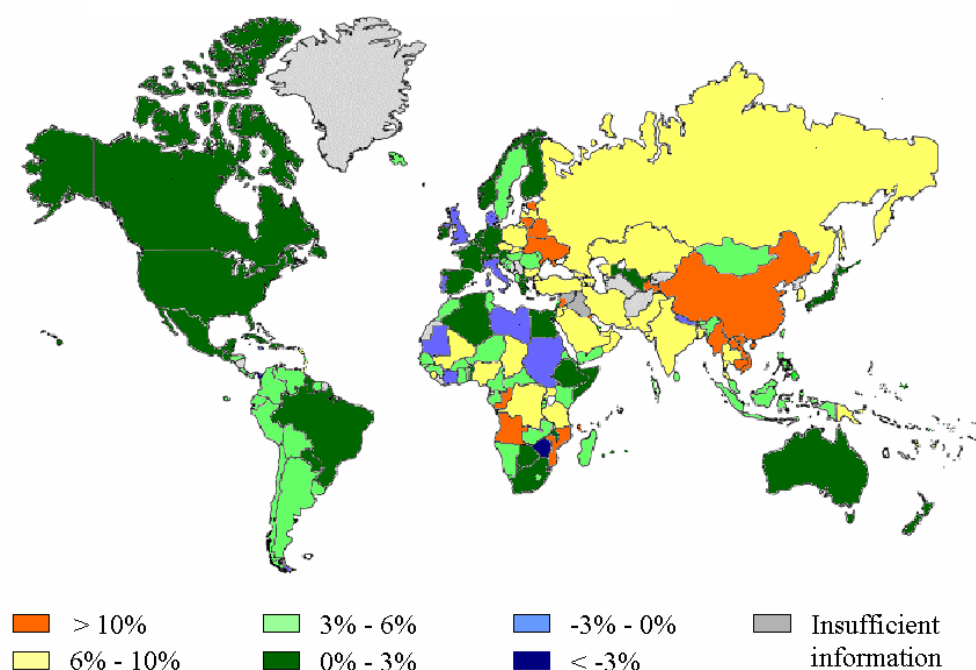 > 10%
3% - 6%
-3% - 0%
Insufficient
information
6% - 10%
0% - 3%
< -3%